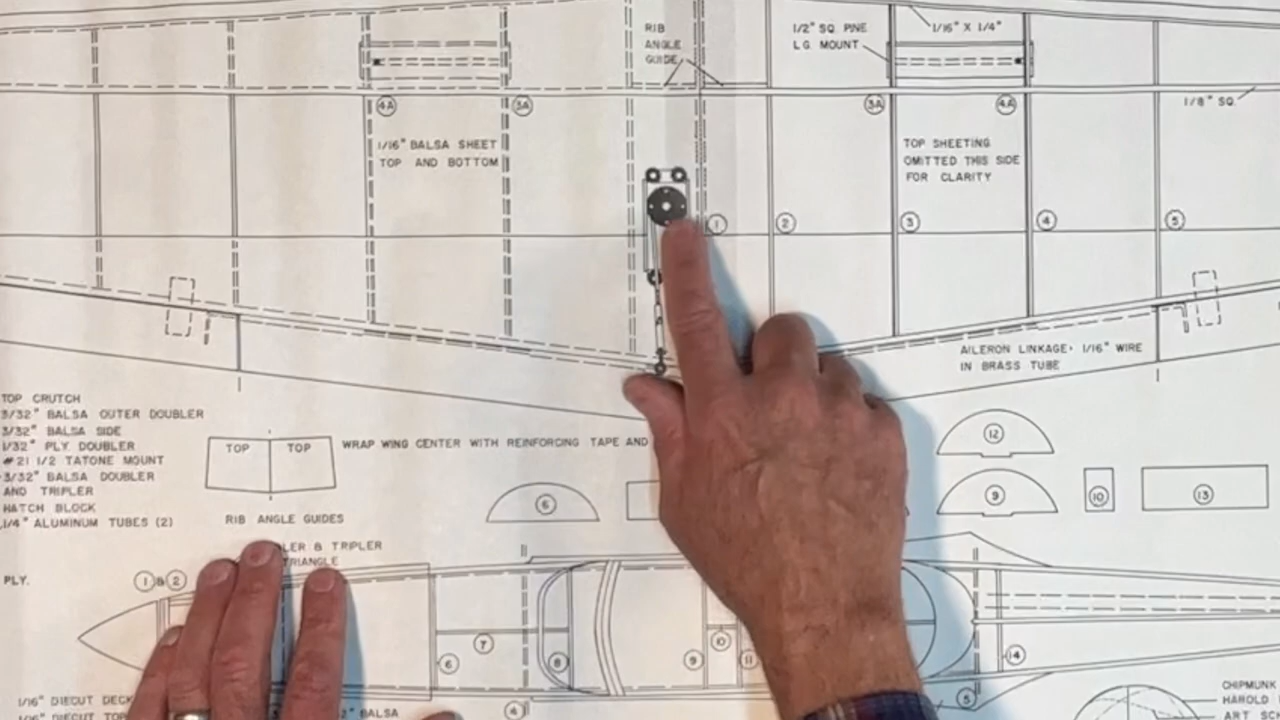 RIB
ANGLE
GUIDE
1/2" SQ. PINE
L.G. MOUNT
1/16" X 1/4"
4A
3A
3A
4A
1/8" SQ.
1/16" BALSA SHEET
TOP AND BOTTOM
TOP SHEETING
OMITTED THIS SIDE
FOR CLARITY
1
2
3
4
5
AILERON LINKAGE: 1/16" WIRE
IN BRASS TUBE
TOP CRUTCH
3/32" BALSA OUTER DOUBLER
3/32" BALSA SIDE
1/32" PLY DOUBLER
#21 1/2 TATONE MOUNT
3/32" BALSA DOUBLER
AND TRIPLER
HATCH BLOCK
1/4" ALUMINUM TUBES (2)
TOP TOP
WRAP WING CENTER WITH REINFORCING TAPE AND
RIB ANGLE GUIDES
12
6
9
10
13
LER & TRIPLER
TRIANGLE
PLY.
1 & 2
7
6
8
9
10
11
14
5
4
1/16" DIECUT DECK
1/16" DIECUT TOP
BALSA
CHIPMUNK
HAROLD
ART SC